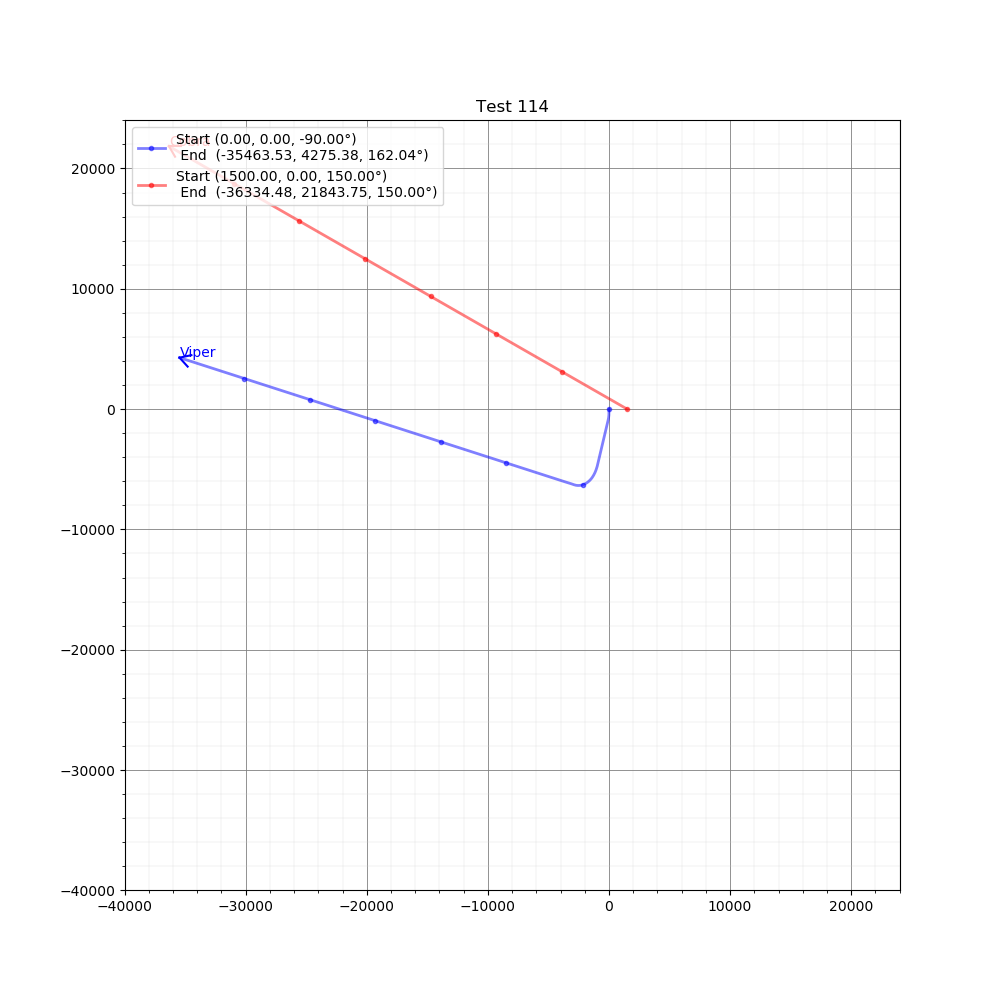 Test 114
Start (0.00, 0.00, -90.00°)
End (-35463.53, 4275.38, 162.04°)
Start (1500.00, 0.00, 150.00°)
End (-36334.48, 21843.75, 150.00°)
Viper
20000
10000
0
−10000
−20000
−30000
−40000
−40000 −30000 −20000 −10000 0 10000 20000